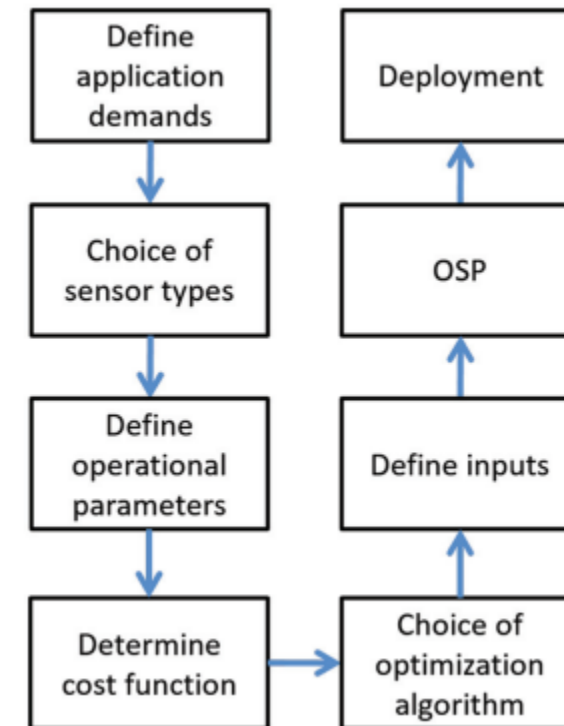 Define
application
demands
Choice of
sensor types
Define
operational
parameters
Determine
cost function
Choice of
optimization
algorithm
Define inputs
OSP
Deployment